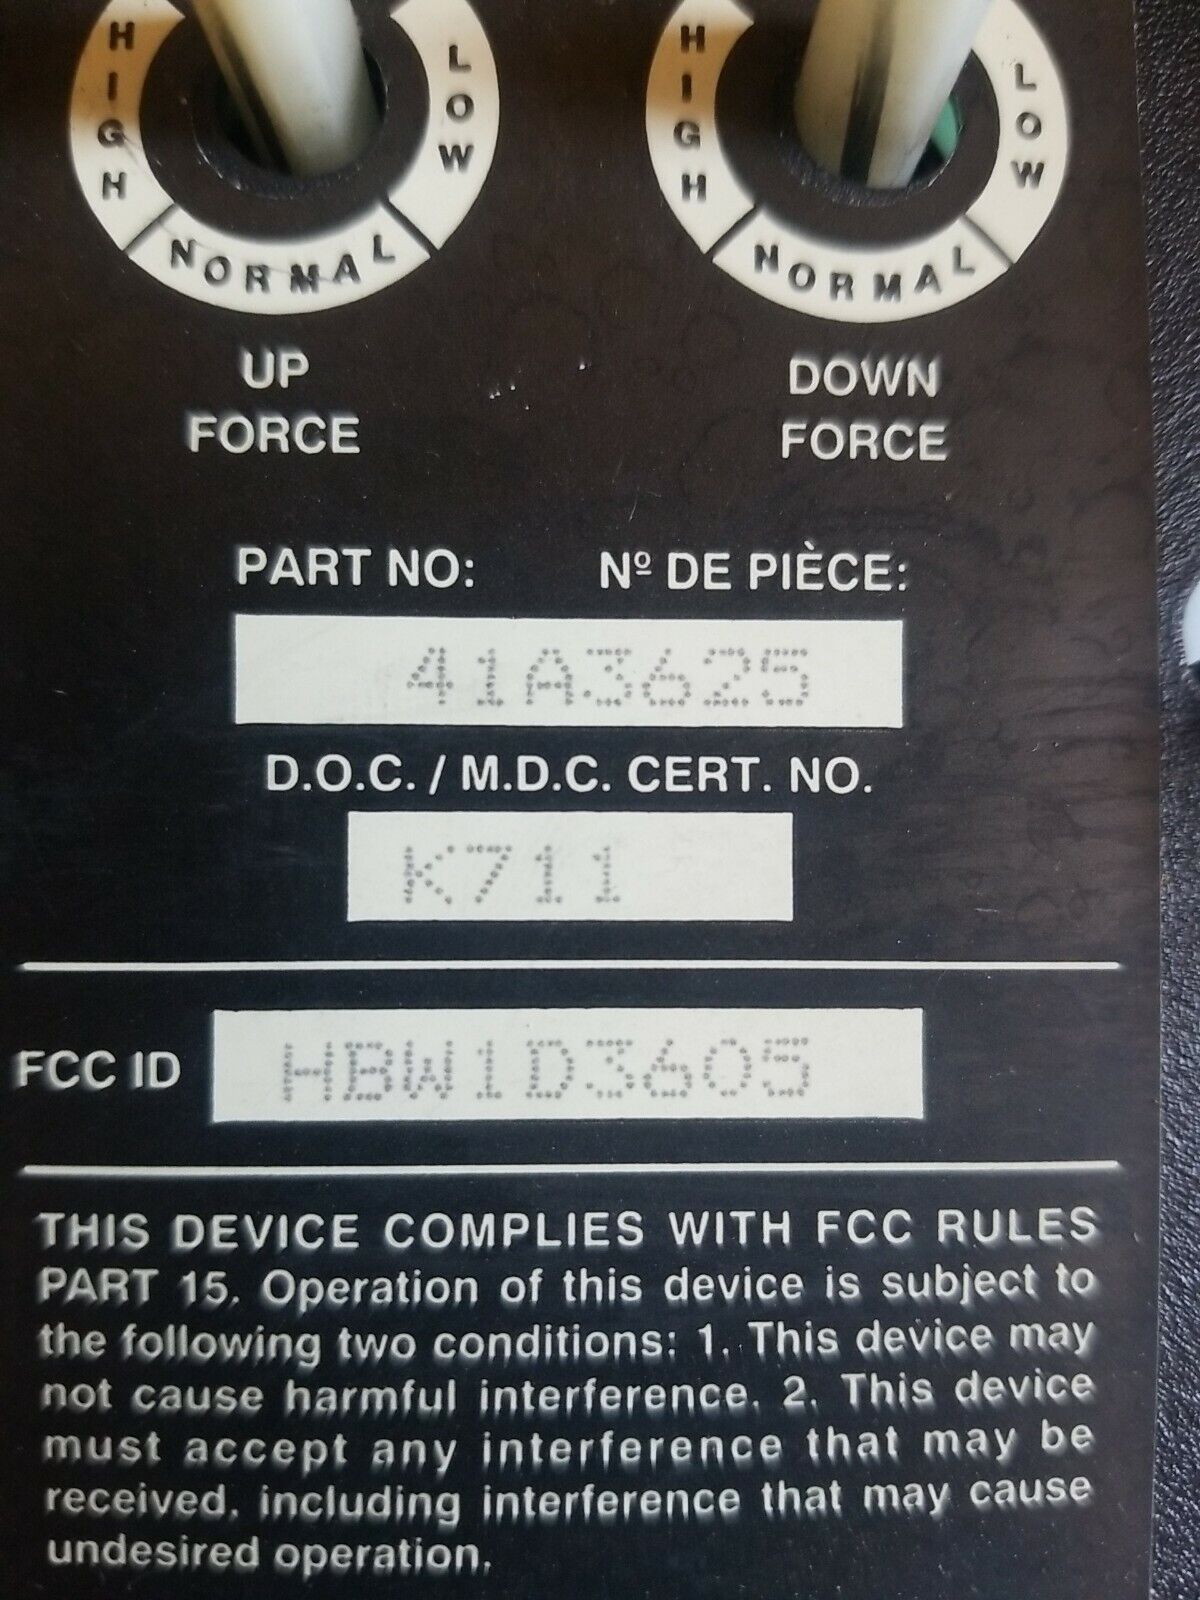 HIGH NORMAL LOW
HIGH NORMAL LOW
UP
FORCE
DOWN
FORCE
PART NO: Nº DE PIÈCE:
41A3625
D.O.C. / M.D.C. CERT. NO.
K711
FCC ID HBW1D3605
THIS DEVICE COMPLIES WITH FCC RULES
PART 15. Operation of this device is subject to
the following two conditions: 1. This device may
not cause harmful interference. 2. This device
must accept any interference that may be
received, including interference that may cause
undesired operation.